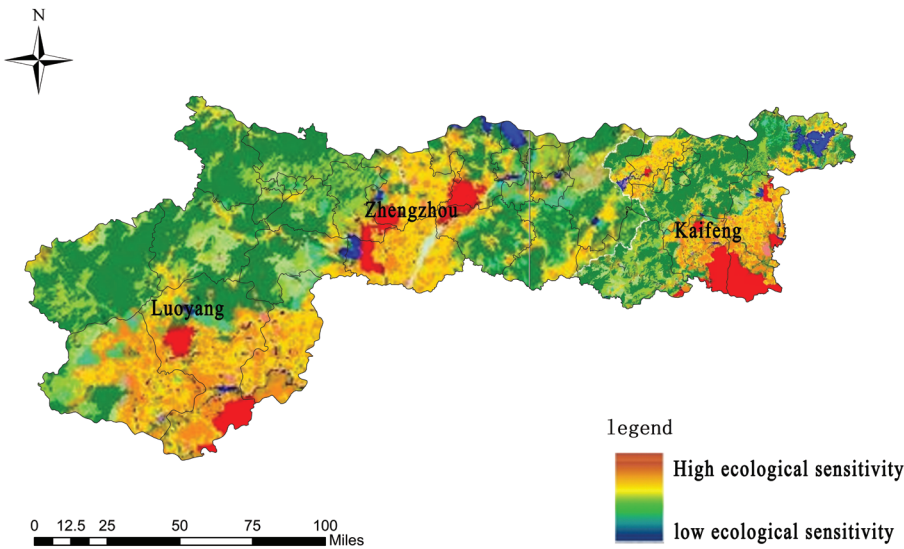 N
Zhengzhou
Kaifeng
Luoyang
legend
High ecological sensitivity
low ecological sensitivity
0 12.5 25 50 75 100
Miles